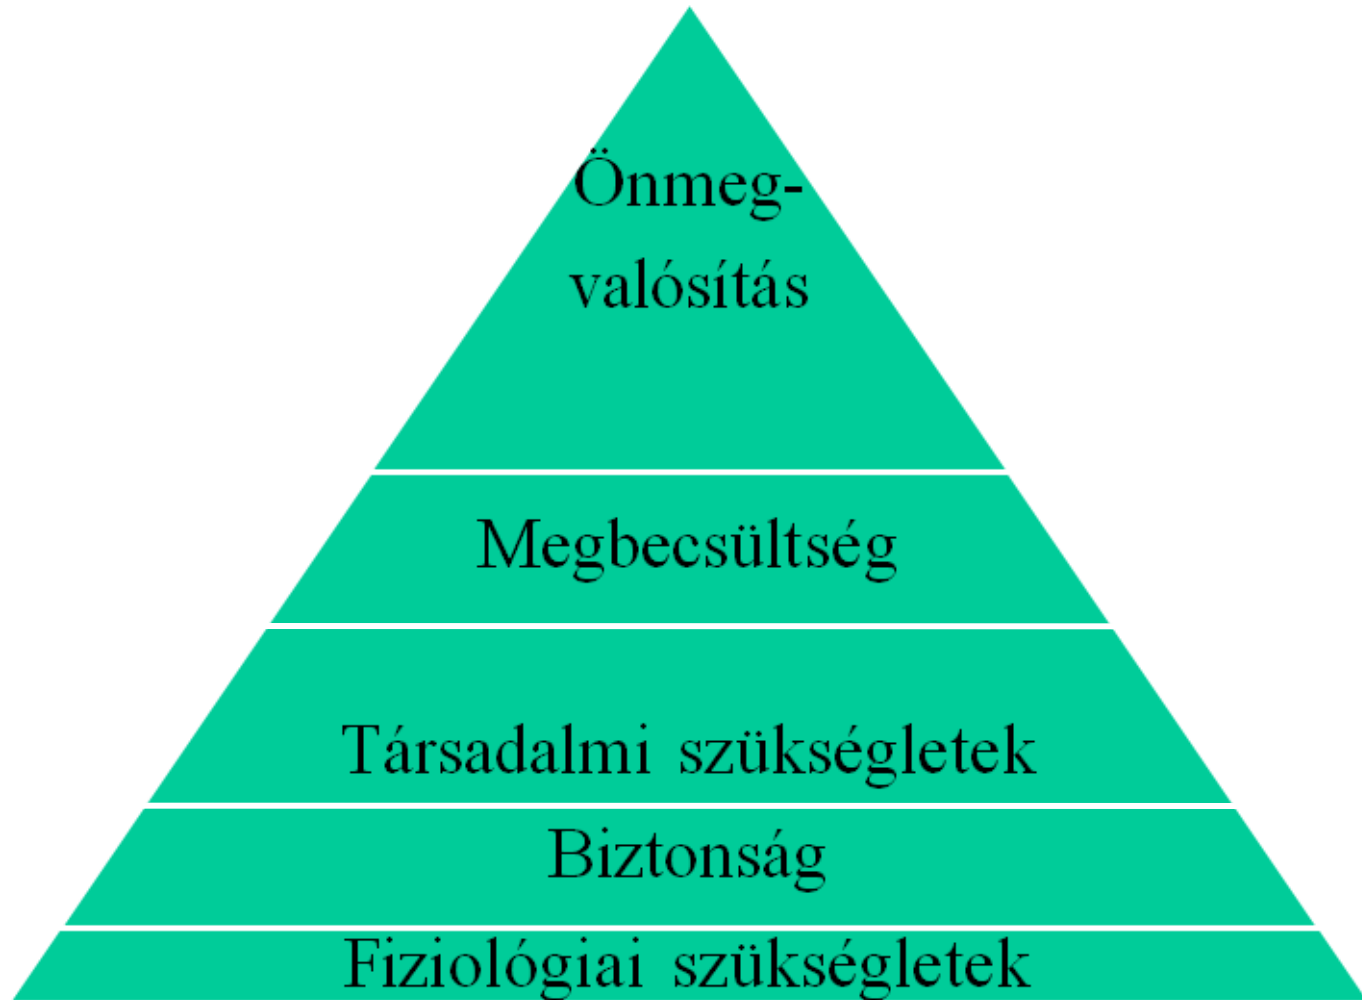 Önmeg-
valósítás
Megbecsültség
Társadalmi szükségletek
Biztonság
Fiziológiai szükségletek